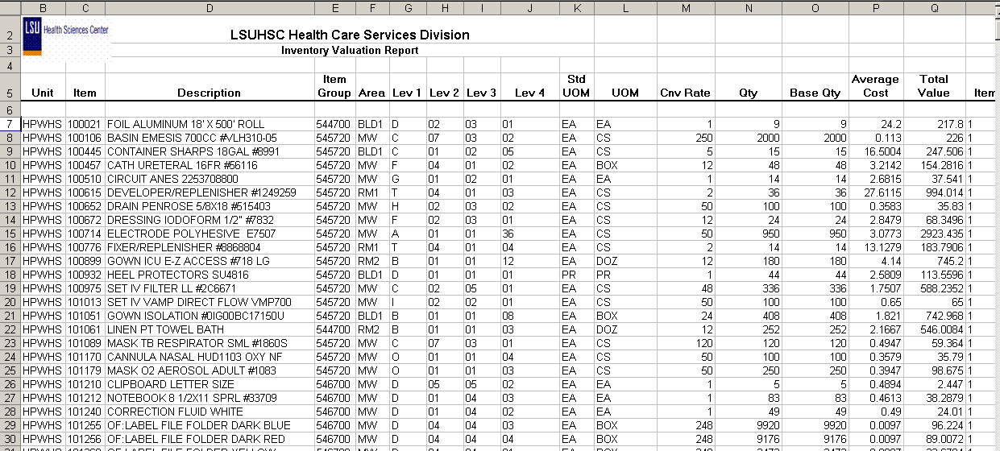 B C D E F G H I J K L M N O P Q
LSU Health Sciences Center
2 LSUHSC Health Care Services Division
3 Inventory Valuation Report
4
5 Unit Item Description Item Group Area Lev 1 Lev 2 Lev 3 Lev 4 Std UOM UOM Cnv Rate Qty Base Qty Average Cost Total Value Item
6
7 HPWHS 100021 FOIL ALUMINUM 18' X 500' ROLL 544700 BLD1 D 02 03 01 EA EA 1 9 9 24.2 217.8 1
8 HPWHS 100106 BASIN EMESIS 700CC #VLH310-05 545720 MW C 07 03 02 EA CS 250 2000 2000 0.113 226 1
9 HPWHS 100445 CONTAINER SHARPS 18GAL #8991 545720 BLD1 C 01 02 05 EA CS 5 15 15 16.5004 247.506 1
10 HPWHS 100457 CATH URETERAL 16FR #56116 545720 MW F 04 01 02 EA BOX 12 48 48 3.2142 154.2816 1
11 HPWHS 100510 CIRCUIT ANES 2253708800 545720 MW G 01 02 01 EA EA 1 14 14 2.6815 37.541 1
12 HPWHS 100615 DEVELOPER/REPLENISHER #1249259 545720 RM1 T 04 01 03 EA CS 2 36 36 27.6115 994.014 1
13 HPWHS 100652 DRAIN PENROSE 5/8X18 #515403 545720 MW H 02 03 02 EA CS 50 100 100 0.3583 35.83 1
14 HPWHS 100672 DRESSING IODOFORM 1/2" #7832 545720 MW F 02 03 01 EA CS 12 24 24 2.8479 68.3496 1
15 HPWHS 100714 ELECTRODE POLYHESIVE E7507 545720 MW A 01 01 36 EA CS 50 950 950 3.0773 2923.435 1
16 HPWHS 100776 FIXER/REPLENISHER #8868804 545720 RM1 T 04 01 04 EA CS 2 14 14 13.1279 183.7906 1
17 HPWHS 100899 GOWN ICU E-Z ACCESS #718 LG 545720 RM2 B 01 01 12 EA DOZ 12 180 180 4.14 745.2 1
18 HPWHS 100932 HEEL PROTECTORS SU4816 545720 BLD1 D 01 01 01 PR PR 1 44 44 2.5809 113.5596 1
19 HPWHS 100975 SET IV FILTER LL #2C6671 545720 MW C 02 05 01 EA CS 48 336 336 1.7507 588.2352 1
20 HPWHS 101013 SET IV VAMP DIRECT FLOW VMP700 545720 MW I 02 02 01 EA CS 50 100 100 0.65 65 1
21 HPWHS 101051 GOWN ISOLATION #0IG00BC17150U 545720 BLD1 B 01 01 08 EA BOX 24 408 408 1.821 742.968 1
22 HPWHS 101061 LINEN PT TOWEL BATH 544700 RM2 B 01 01 03 EA DOZ 12 252 252 2.1667 546.0084 1
23 HPWHS 101089 MASK TB RESPIRATOR SML #1860S 545720 MW C 07 03 01 EA CS 120 120 120 0.4947 59.364 1
24 HPWHS 101170 CANNULA NASAL HUD1103 OXY NF 545720 MW O 01 01 04 EA CS 50 100 100 0.3579 35.79 1
25 HPWHS 101179 MASK O2 AEROSOL ADULT #1083 545720 MW O 01 01 03 EA CS 50 250 250 0.3947 98.675 1
26 HPWHS 101210 CLIPBOARD LETTER SIZE 546700 MW D 05 05 02 EA EA 1 5 5 0.4894 2.447 1
27 HPWHS 101212 NOTEBOOK 8 1/2X11 SPRL #33709 546700 MW D 01 04 03 EA EA 1 83 83 0.4613 38.2879 1
28 HPWHS 101240 CORRECTION FLUID WHITE 546700 MW D 01 04 02 EA EA 1 49 49 0.49 24.01 1
29 HPWHS 101255 OF:LABEL FILE FOLDER DARK BLUE 546700 MW D 04 04 03 EA BOX 248 9920 9920 0.0097 96.224 1
30 HPWHS 101256 OF:LABEL FILE FOLDER DARK RED 546700 MW D 04 04 04 EA BOX 248 9176 9176 0.0097 89.0072 1